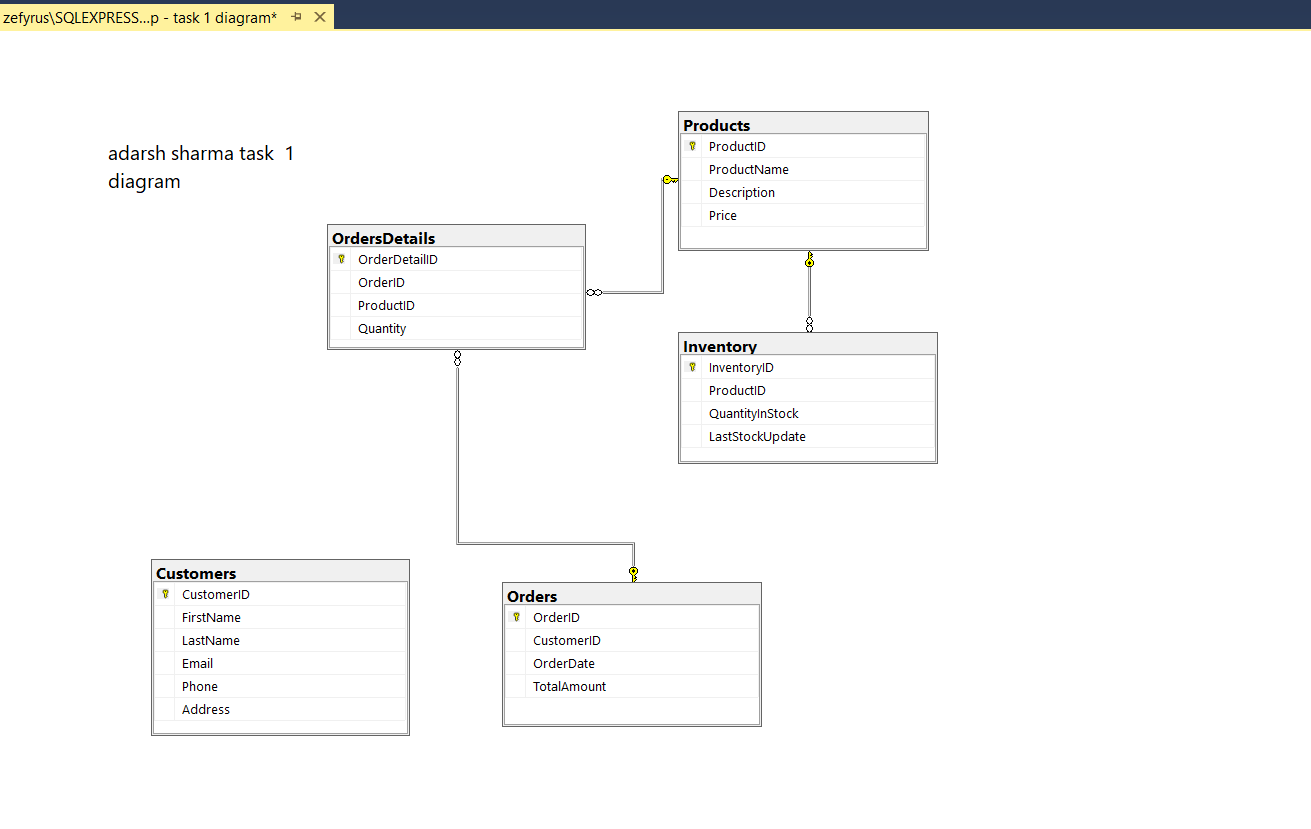 zefyrus\SQLEXPRESS...p - task 1 diagram*
adarsh sharma task  1
diagram
Products
ProductID
ProductName
Description
Price
OrdersDetails
OrderDetailID
OrderID
ProductID
Quantity
Inventory
InventoryID
ProductID
QuantityInStock
LastStockUpdate
Customers
CustomerID
FirstName
LastName
Email
Phone
Address
Orders
OrderID
CustomerID
OrderDate
TotalAmount